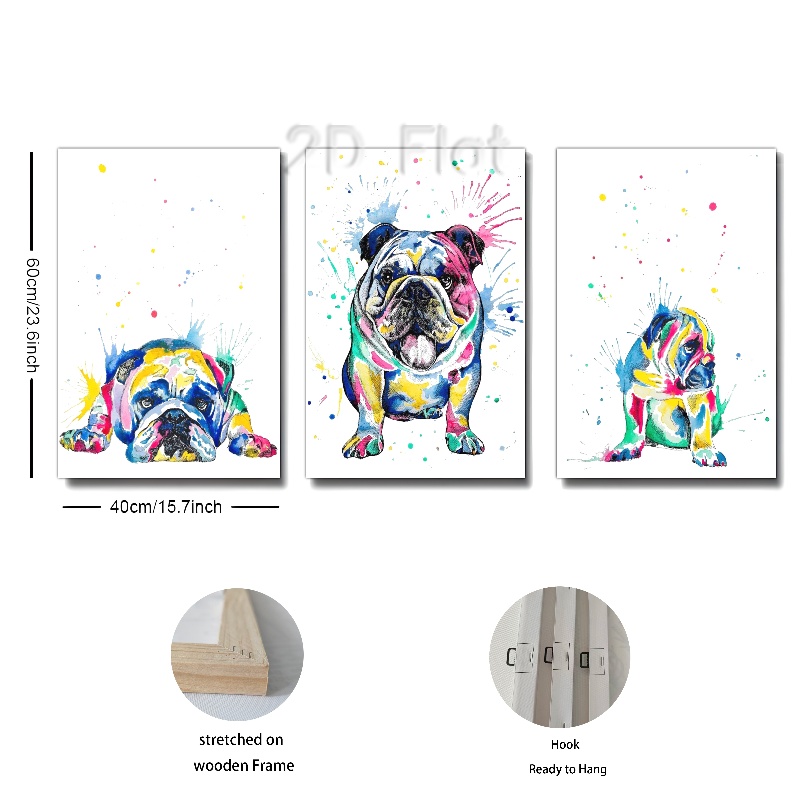 2D Flat
60cm/23.6inch
40cm/15.7inch
stretched on
wooden Frame
Hook
Ready to Hang